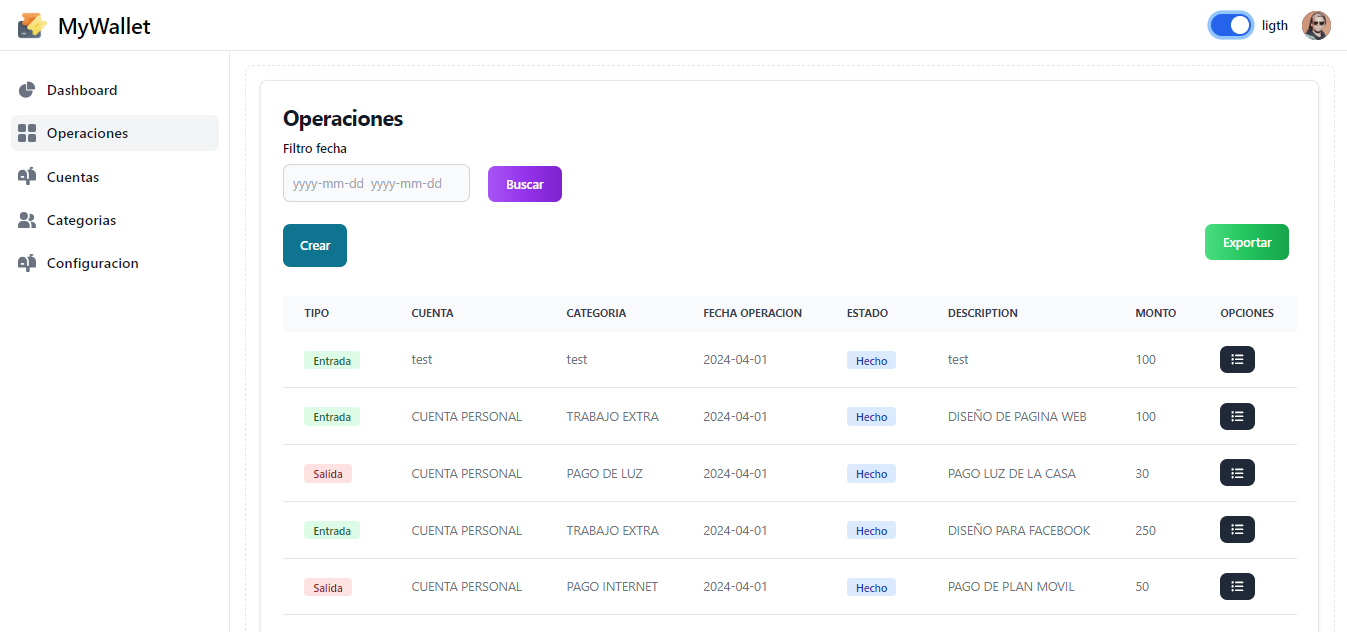 MyWallet
ligth
Dashboard
Operaciones
Cuentas
Categorias
Configuracion
Operaciones
Filtro fecha
yyyy-mm-dd yyyy-mm-dd
Buscar
Crear
Exportar
TIPO CUENTA CATEGORIA FECHA OPERACION ESTADO DESCRIPTION MONTO OPCIONES
Entrada test test 2024-04-01 Hecho test 100
Entrada CUENTA PERSONAL TRABAJO EXTRA 2024-04-01 Hecho DISEÑO DE PAGINA WEB 100
Salida CUENTA PERSONAL PAGO DE LUZ 2024-04-01 Hecho PAGO LUZ DE LA CASA 30
Entrada CUENTA PERSONAL TRABAJO EXTRA 2024-04-01 Hecho DISEÑO PARA FACEBOOK 250
Salida CUENTA PERSONAL PAGO INTERNET 2024-04-01 Hecho PAGO DE PLAN MOVIL 50